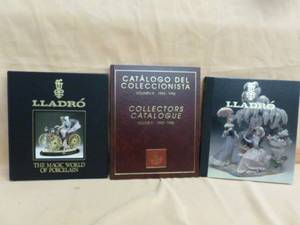 LLADRÓ
THE MAGIC WORLD
OF PORCELAIN
CATÁLOGO DEL
COLECCIONISTA
COLLECTORS
CATALOGUE
LLADRÓ